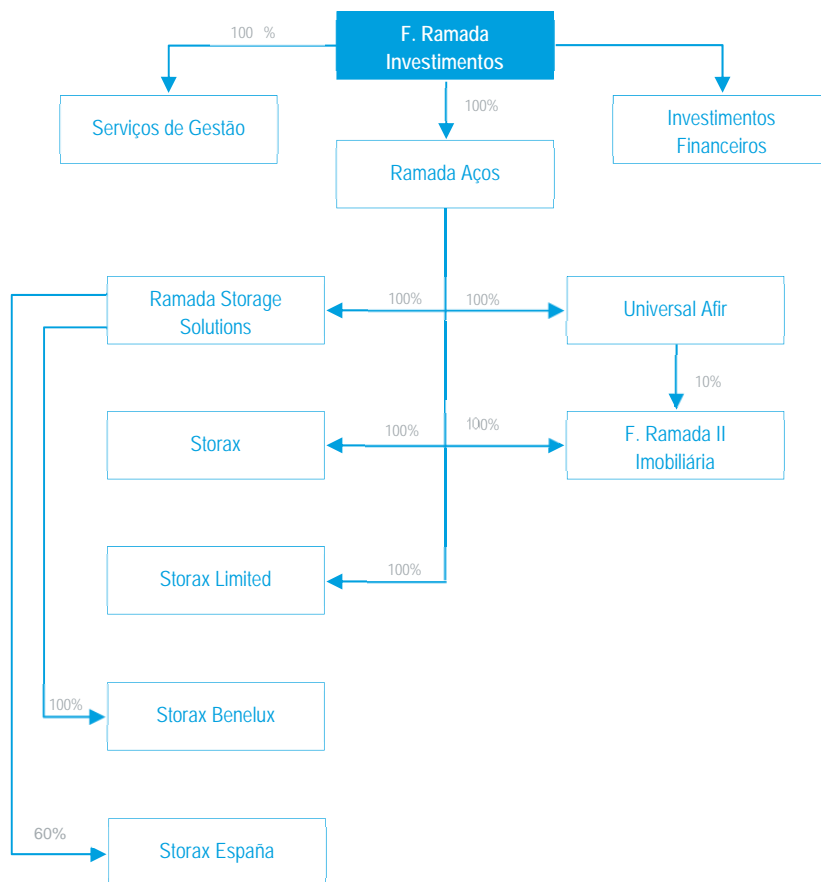 100 %
F. Ramada
Investimentos
Serviços de Gestão
100%
Investimentos
Financeiros
Ramada Aços
Ramada Storage
Solutions
100%
100%
Universal Afir
10%
Storax
100%
100%
F. Ramada II
Imobiliária
Storax Limited
100%
100%
Storax Benelux
60%
Storax España